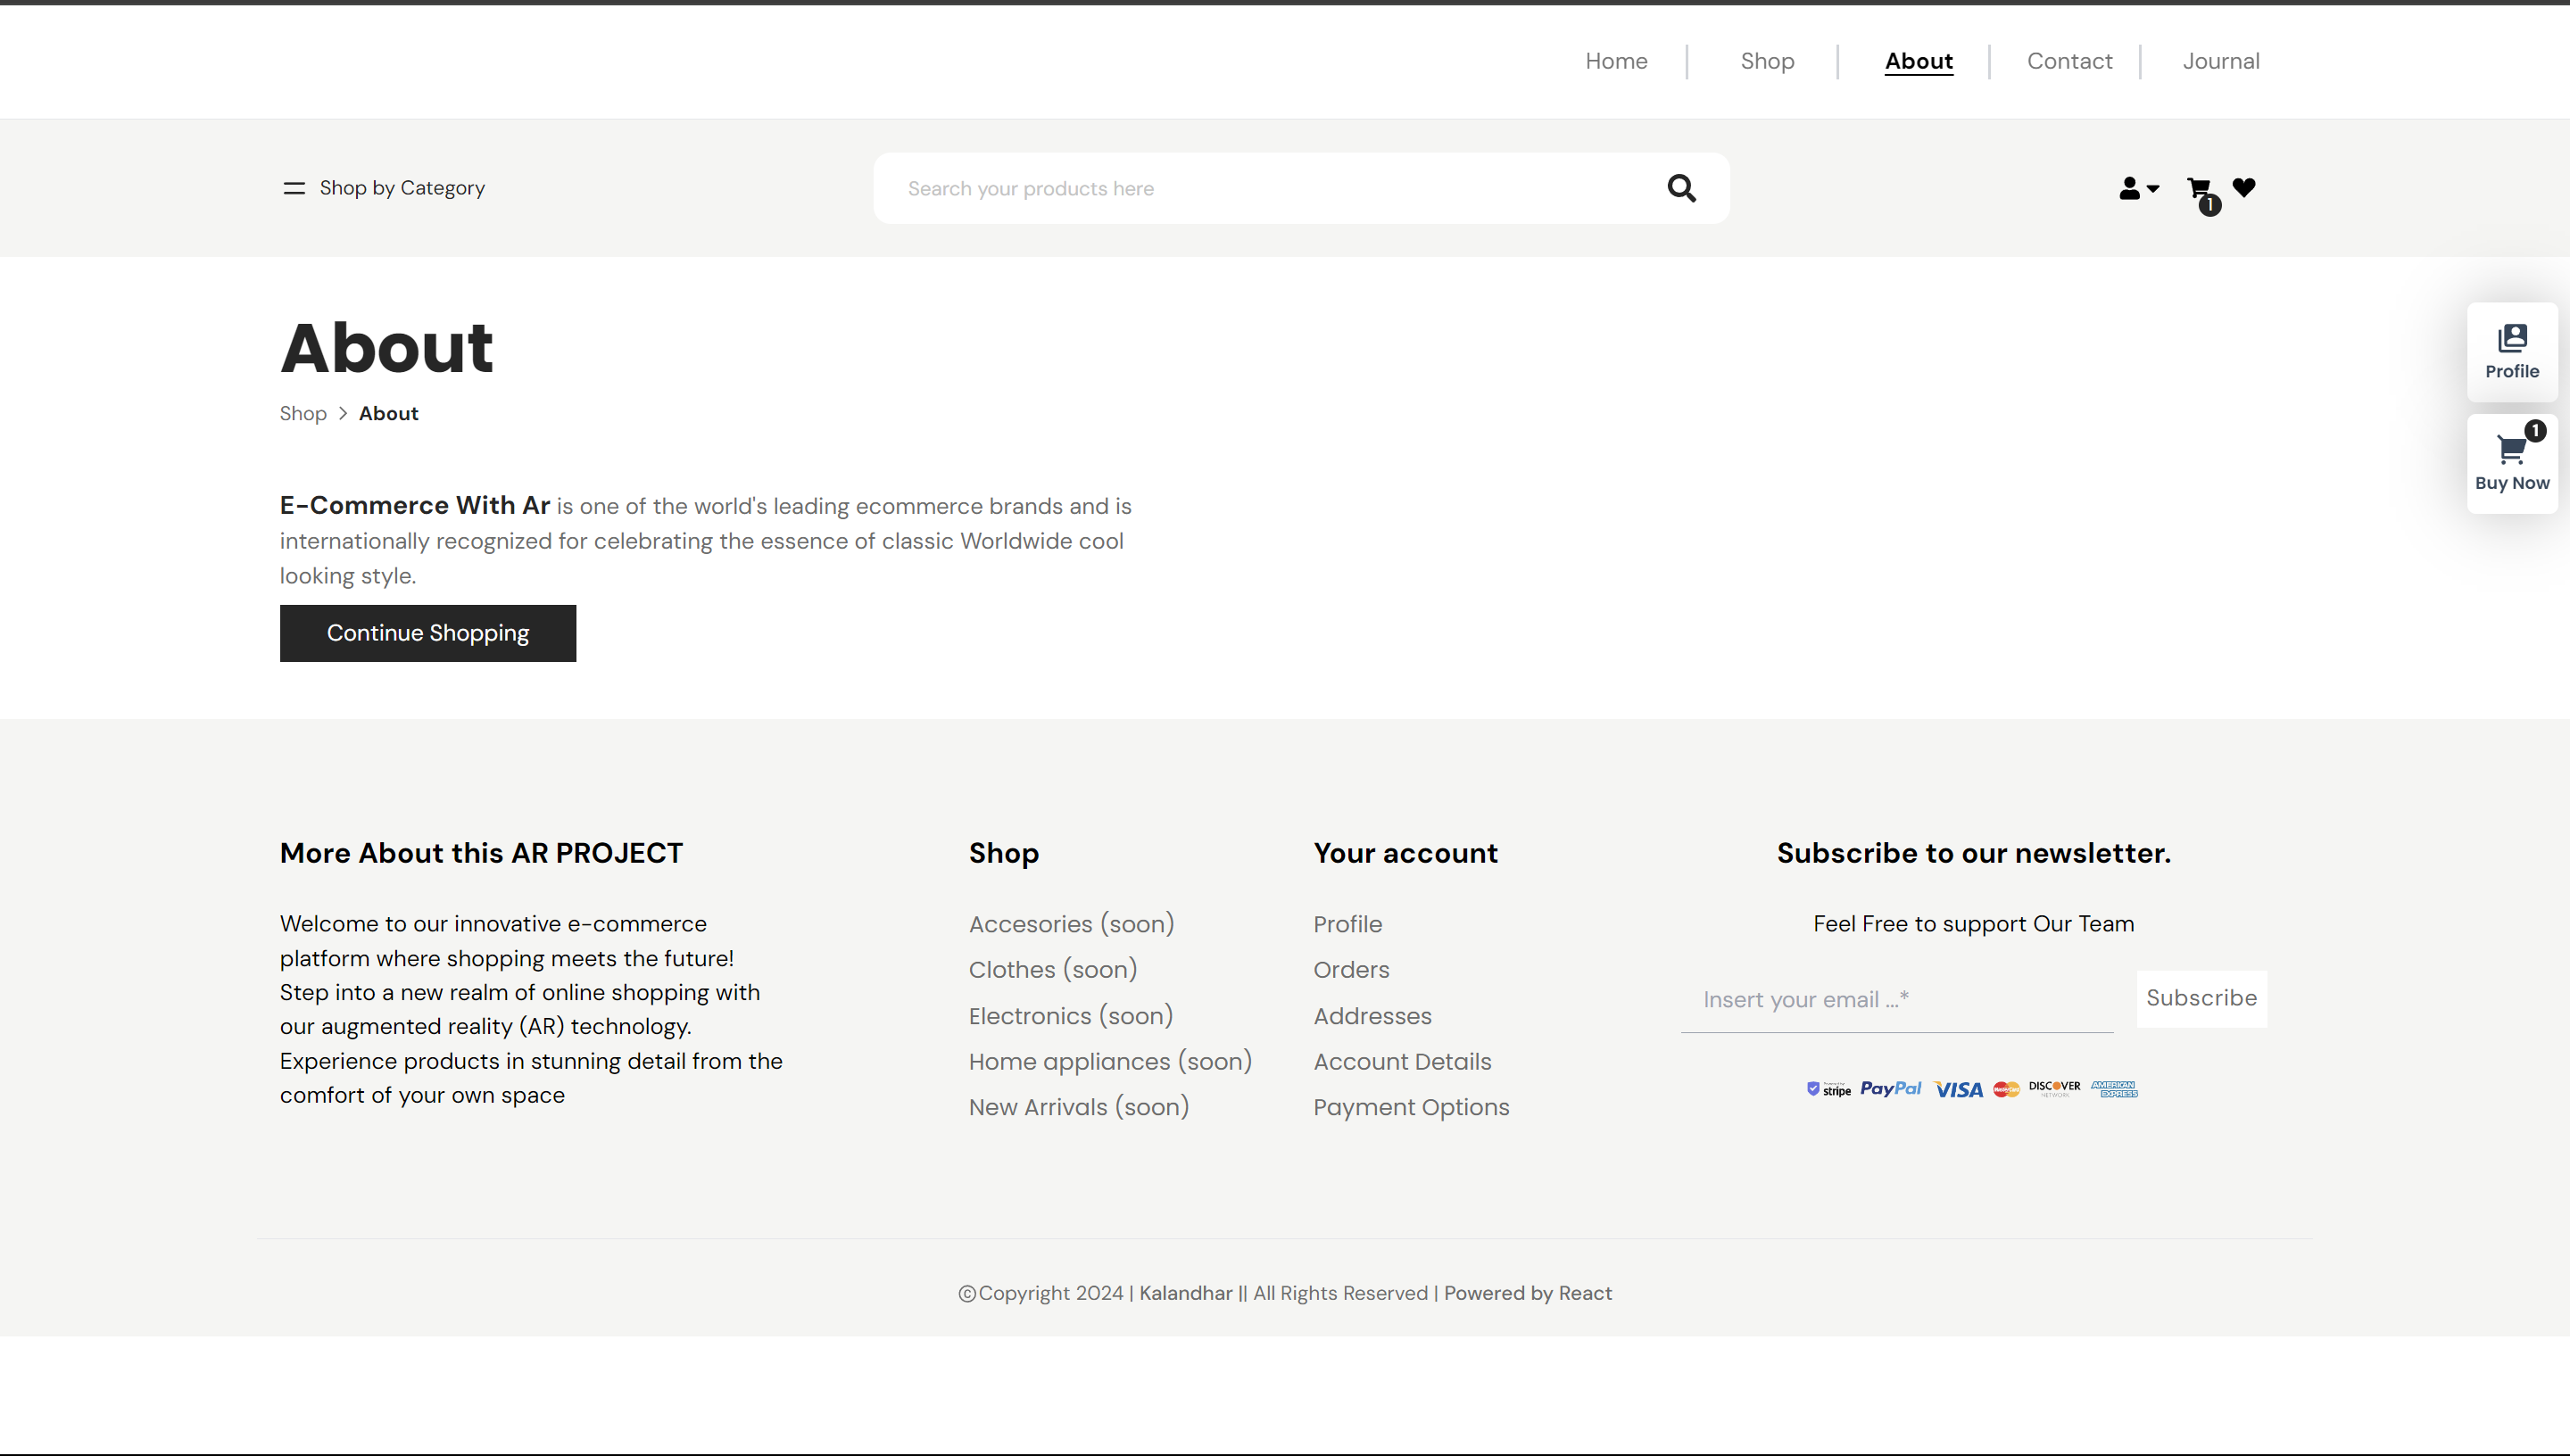 Home
Shop
About
Contact
Journal
Shop by Category
Search your products here
1
About
Shop > About
Profile
1
Buy Now
E-Commerce With Ar is one of the world's leading ecommerce brands and is
internationally recognized for celebrating the essence of classic Worldwide cool
looking style.
Continue Shopping
More About this AR PROJECT
Welcome to our innovative e-commerce
platform where shopping meets the future!
Step into a new realm of online shopping with
our augmented reality (AR) technology.
Experience products in stunning detail from the
comfort of your own space
Shop
Accesories (soon)
Clothes (soon)
Electronics (soon)
Home appliances (soon)
New Arrivals (soon)
Your account
Profile
Orders
Addresses
Account Details
Payment Options
Subscribe to our newsletter.
Feel Free to support Our Team
Insert your email ...*
Subscribe
Powered by
stripe
PayPal
VISA
MasterCard
DISCOVER
NETWORK
AMERICAN
EXPRESS
©Copyright 2024 | Kalandhar || All Rights Reserved | Powered by React